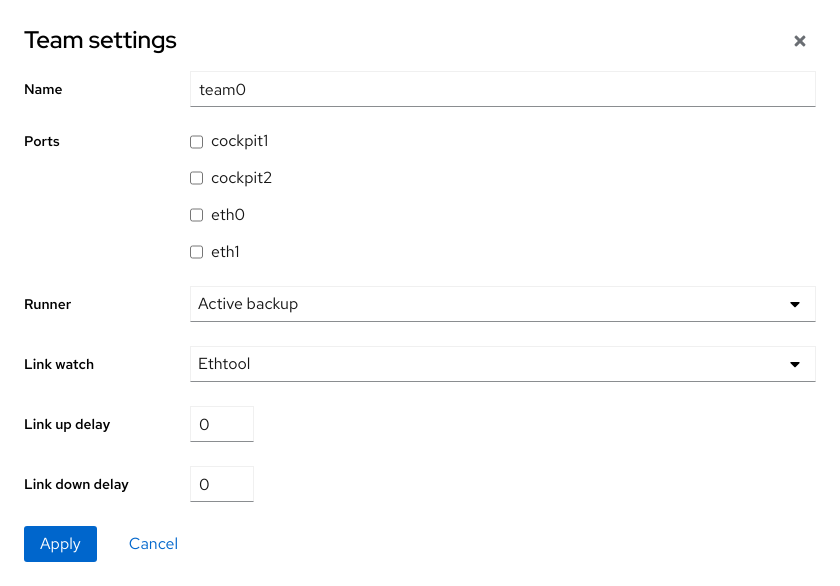 Team settings
Name team0
Ports cockpit1
cockpit2
eth0
eth1
Runner Active backup
Link watch Ethtool
Link up delay 0
Link down delay 0
Apply Cancel